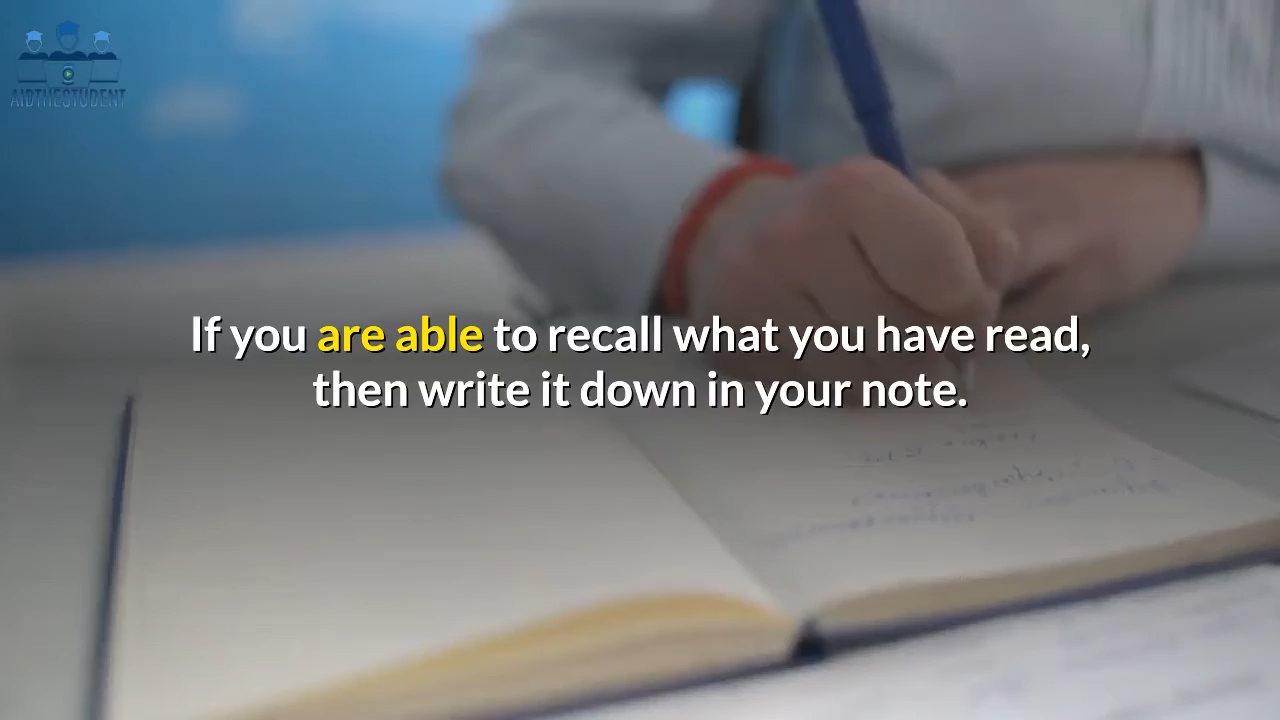 AIDTHESTUDENT
If you are able to recall what you have read,
then write it down in your note.